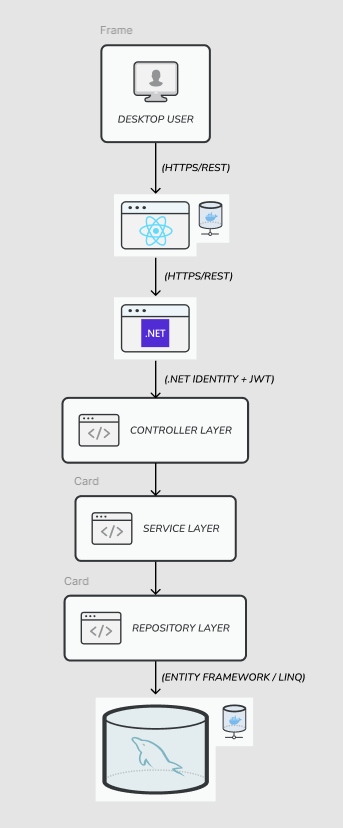 Frame
DESKTOP USER
(HTTPS/REST)
(HTTPS/REST)
.NET
(.NET IDENTITY + JWT)
CONTROLLER LAYER
Card
SERVICE LAYER
Card
REPOSITORY LAYER
(ENTITY FRAMEWORK / LINQ)